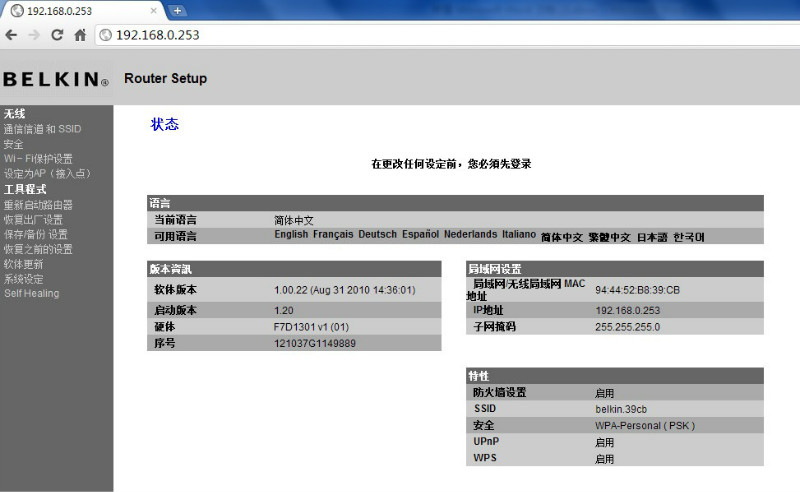 192.168.0.253
192.168.0.253
BELKIN®
Router Setup
无线
通信信道 和 SSID
安全
Wi-Fi保护设置
设定为AP（接入点）
工具程式
重新启动路由器
恢复出厂设置
保存/备份 设置
恢复之前的设置
软体更新
系统设定
Self Healing
状态
在更改任何设定前，您必须先登录
语言
当前语言 简体中文
可用语言 English Français Deutsch Español Nederlands Italiano 简体中文 繁體中文 日本語 한국어
版本資訊
软体版本 1.00.22 (Aug 31 2010 14:36:01)
启动版本 1.20
硬体 F7D1301 v1 (01)
序号 121037G1149889
局域网设置
局域网/无线局域网 MAC
地址 94:44:52:B8:39:CB
IP地址 192.168.0.253
子网掩码 255.255.255.0
特性
防火墙设置 启用
SSID belkin.39cb
安全 WPA-Personal ( PSK )
UPnP 启用
WPS 启用